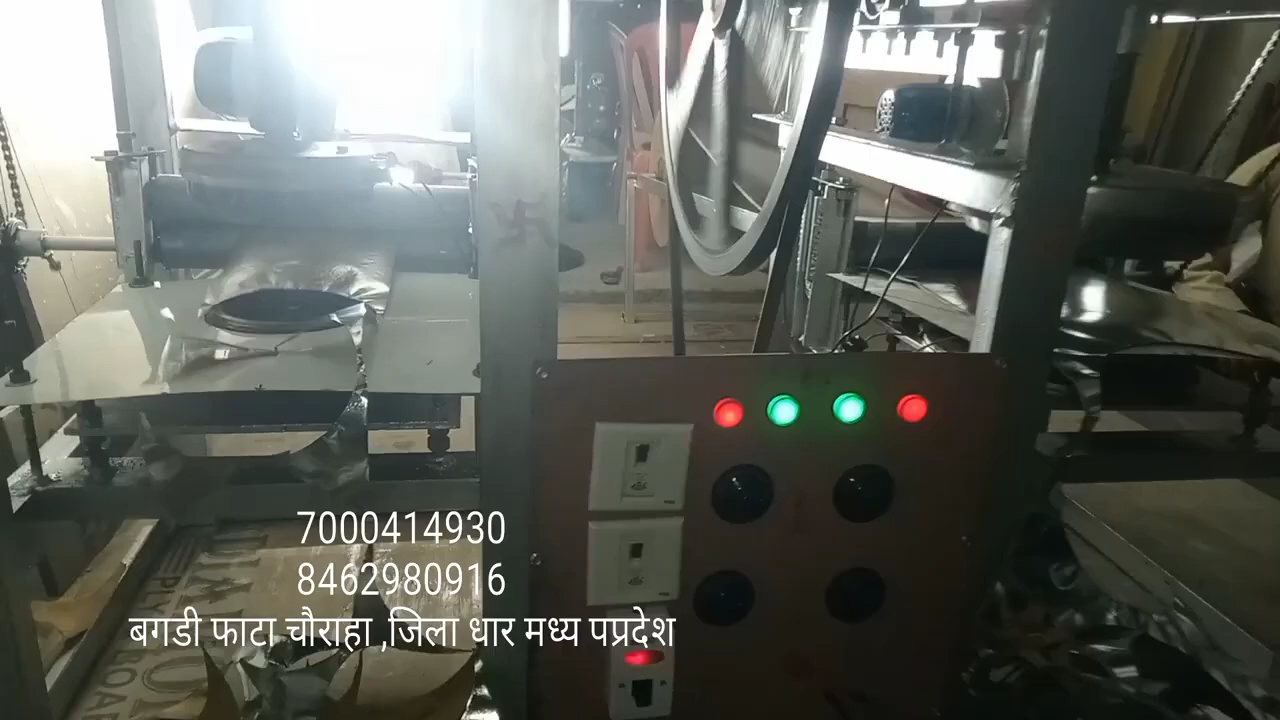 7000414930
8462980916
बगडी फाटा चौराहा ,जिला धार मध्य पप्रदेश